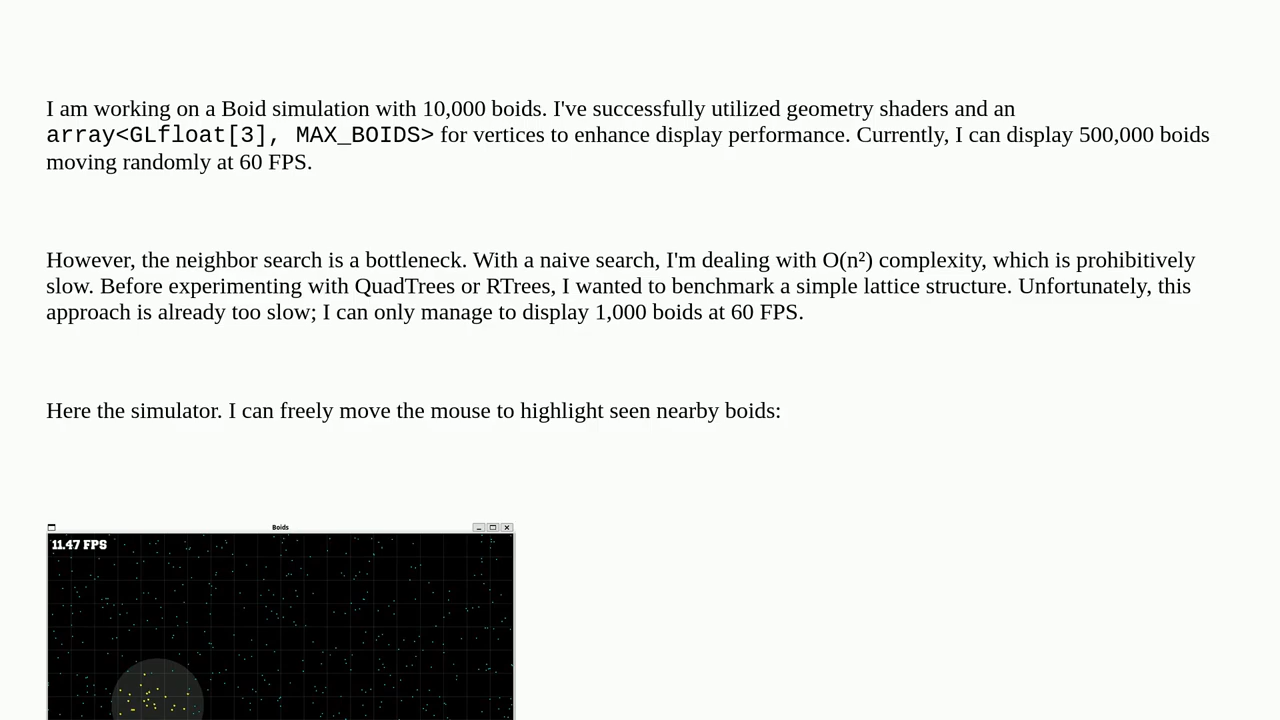 I am working on a Boid simulation with 10,000 boids. I've successfully utilized geometry shaders and an
array<GLfloat[3], MAX_BOIDS> for vertices to enhance display performance. Currently, I can display 500,000 boids
moving randomly at 60 FPS.
However, the neighbor search is a bottleneck. With a naive search, I'm dealing with O(n²) complexity, which is prohibitively
slow. Before experimenting with QuadTrees or RTrees, I wanted to benchmark a simple lattice structure. Unfortunately, this
approach is already too slow; I can only manage to display 1,000 boids at 60 FPS.
Here the simulator. I can freely move the mouse to highlight seen nearby boids:
Boids
11.47 FPS